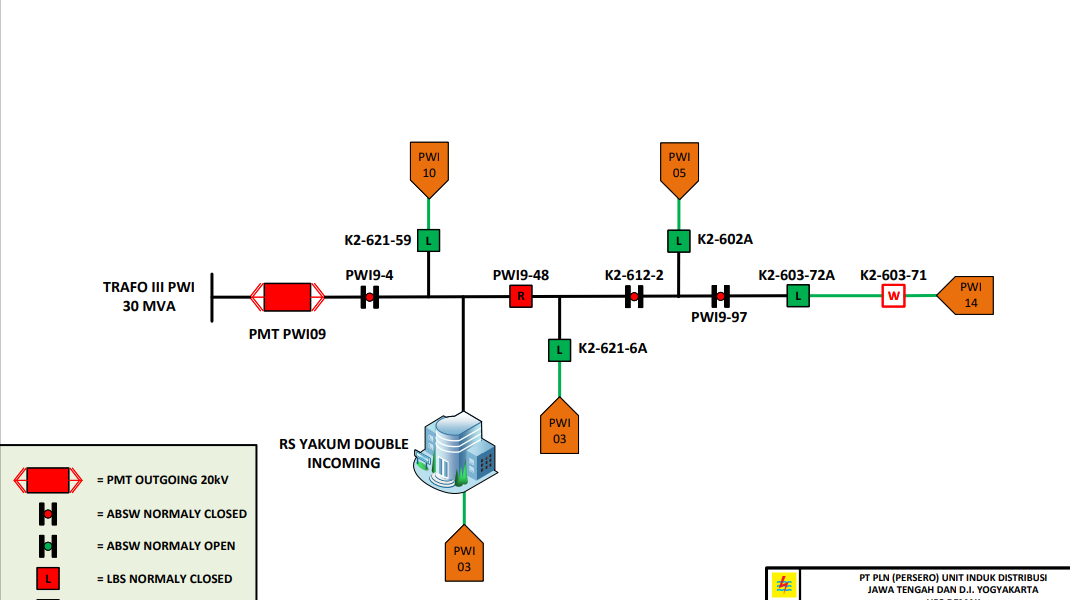 PWI
10
PWI
05
K2-621-59
L
L
K2-602A
TRAFO III PWI
30 MVA
PMT PWI09
PWI9-4
PWI9-48
R
K2-612-2
PWI9-97
K2-603-72A
L
K2-603-71
W
PWI
14
L
K2-621-6A
PWI
03
RS YAKUM DOUBLE
INCOMING
PWI
03
= PMT OUTGOING 20kV
= ABSW NORMALY CLOSED
= ABSW NORMALY OPEN
L
= LBS NORMALY CLOSED
PT PLN (PERSERO) UNIT INDUK DISTRIBUSI
JAWA TENGAH DAN D.I. YOGYAKARTA